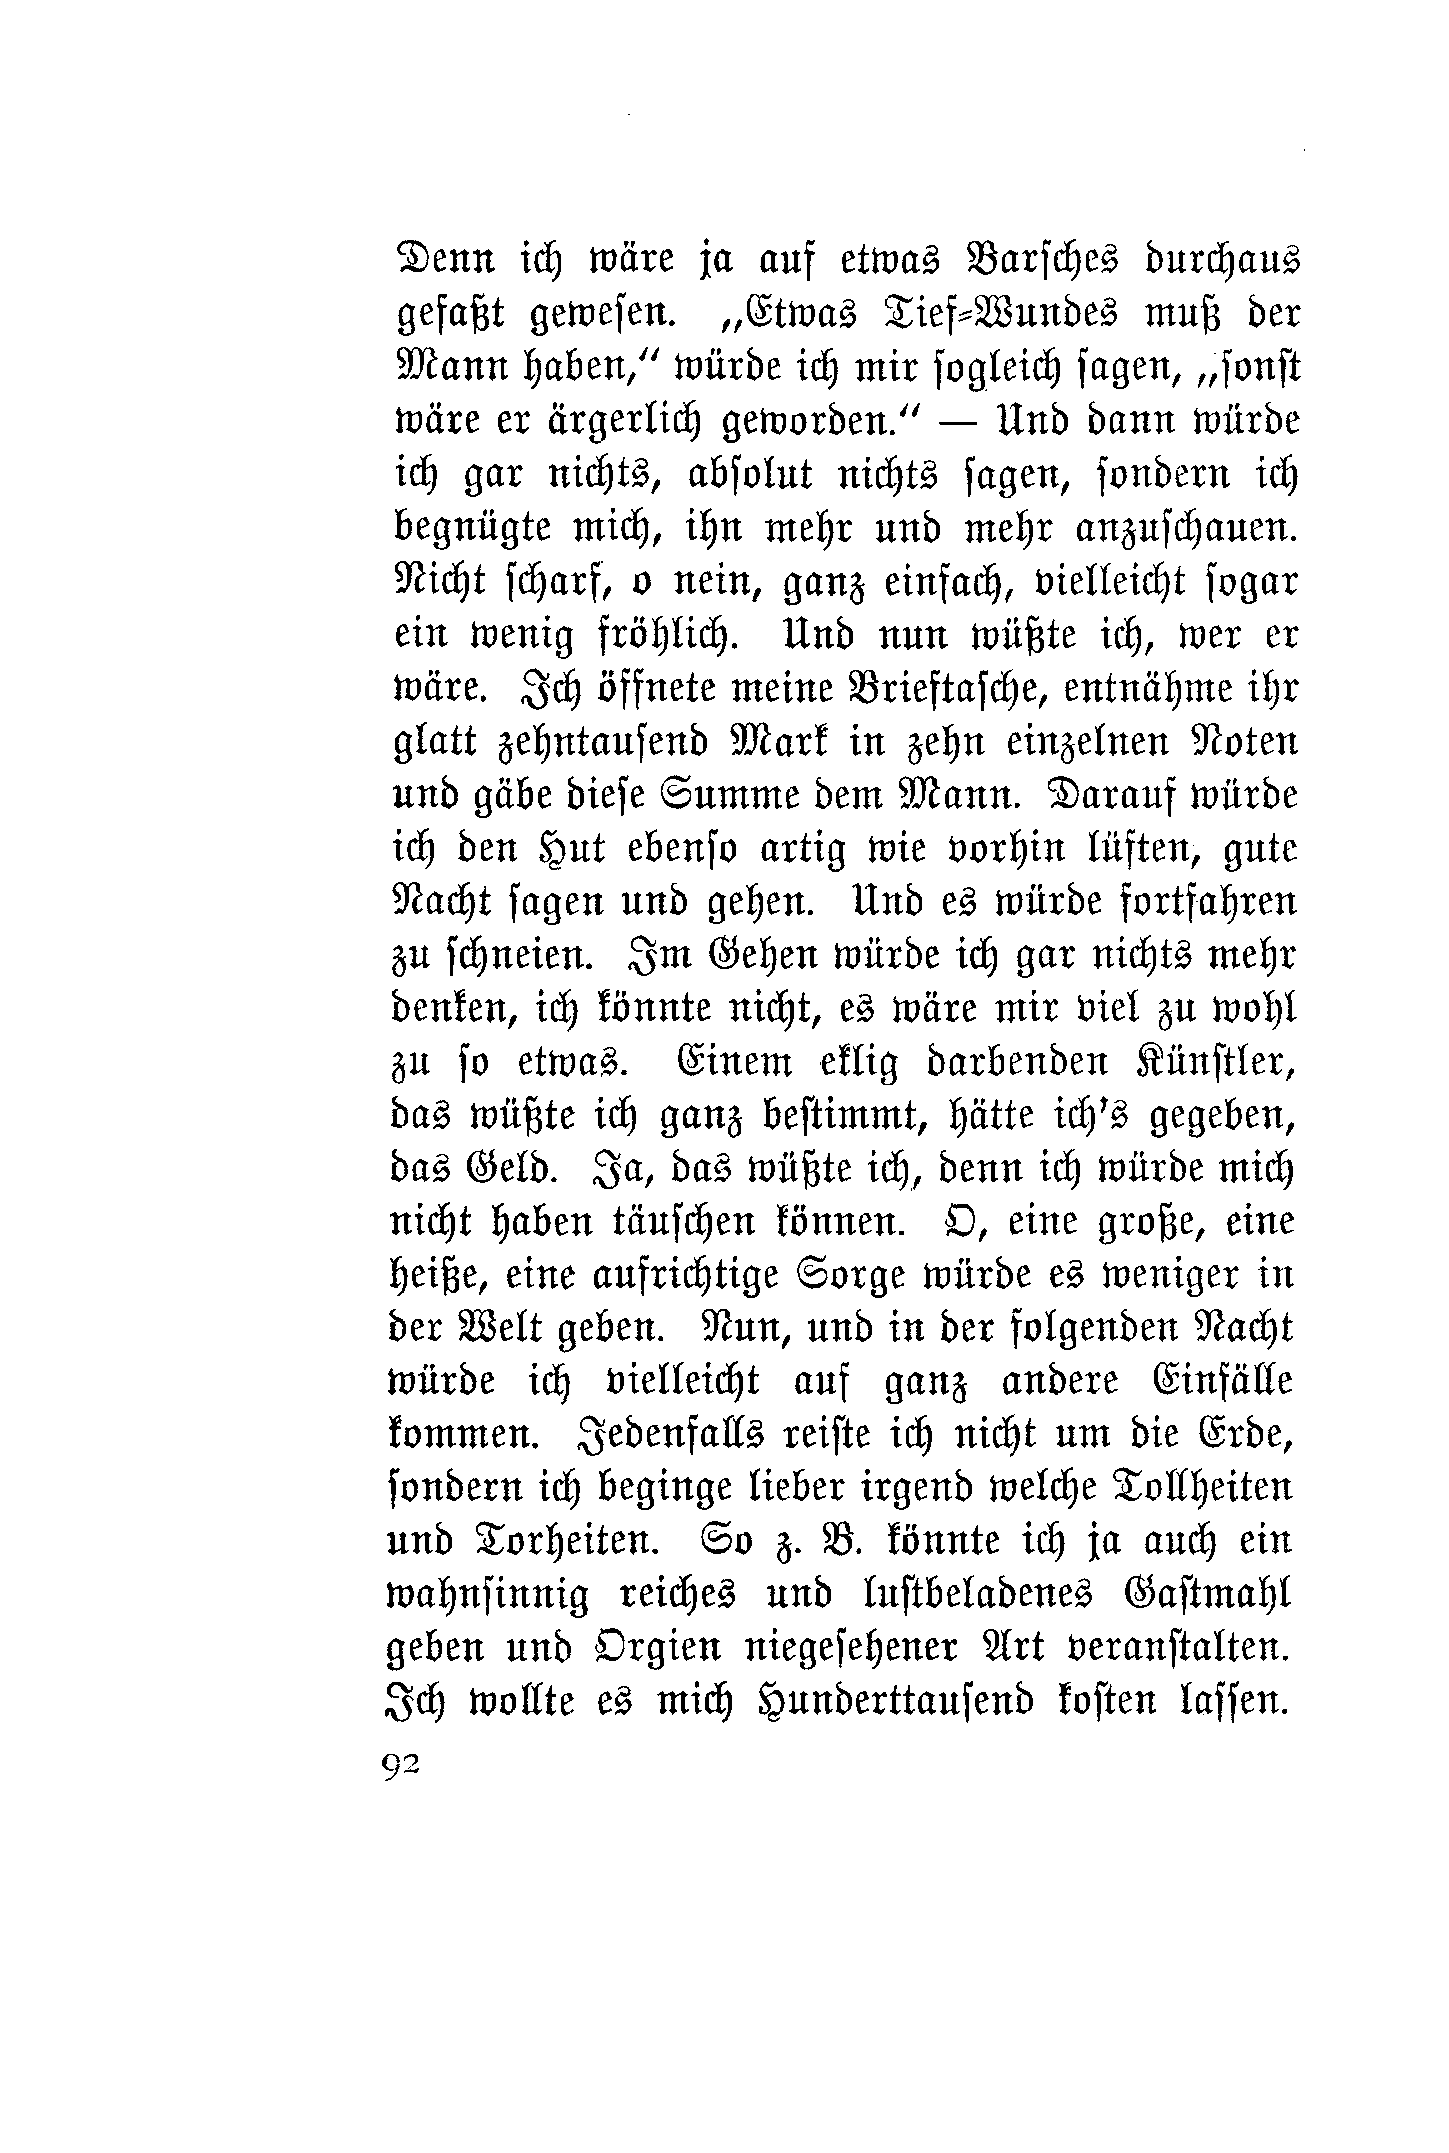 Denn ich wäre ja auf etwas Barsches durchaus
gefaßt gewesen. „Etwas Tief-Wundes muß der
Mann haben,“ würde ich mir sogleich sagen, „sonst
wäre er ärgerlich geworden.“ — Und dann würde
ich gar nichts, absolut nichts sagen, sondern ich
begnügte mich, ihn mehr und mehr anzuschauen.
Nicht scharf, o nein, ganz einfach, vielleicht sogar
ein wenig fröhlich. Und nun wüßte ich, wer er
wäre. Ich öffnete meine Brieftasche, entnähme ihr
glatt zehntausend Mark in zehn einzelnen Noten
und gäbe diese Summe dem Mann. Darauf würde
ich den Hut ebenso artig wie vorhin lüften, gute
Nacht sagen und gehen. Und es würde fortfahren
zu schneien. Im Gehen würde ich gar nichts mehr
denken, ich könnte nicht, es wäre mir viel zu wohl
zu so etwas. Einem eklig darbenden Künstler,
das wüßte ich ganz bestimmt, hätte ich's gegeben,
das Geld. Ja, das wüßte ich, denn ich würde mich
nicht haben täuschen können. O, eine große, eine
heiße, eine aufrichtige Sorge würde es weniger in
der Welt geben. Nun, und in der folgenden Nacht
würde ich vielleicht auf ganz andere Einfälle
kommen. Jedenfalls reiste ich nicht um die Erde,
sondern ich beginge lieber irgend welche Tollheiten
und Torheiten. So z. B. könnte ich ja auch ein
wahnsinnig reiches und lustbeladenes Gastmahl
geben und Orgien niegesehener Art veranstalten.
Ich wollte es mich Hunderttausend kosten lassen.
92